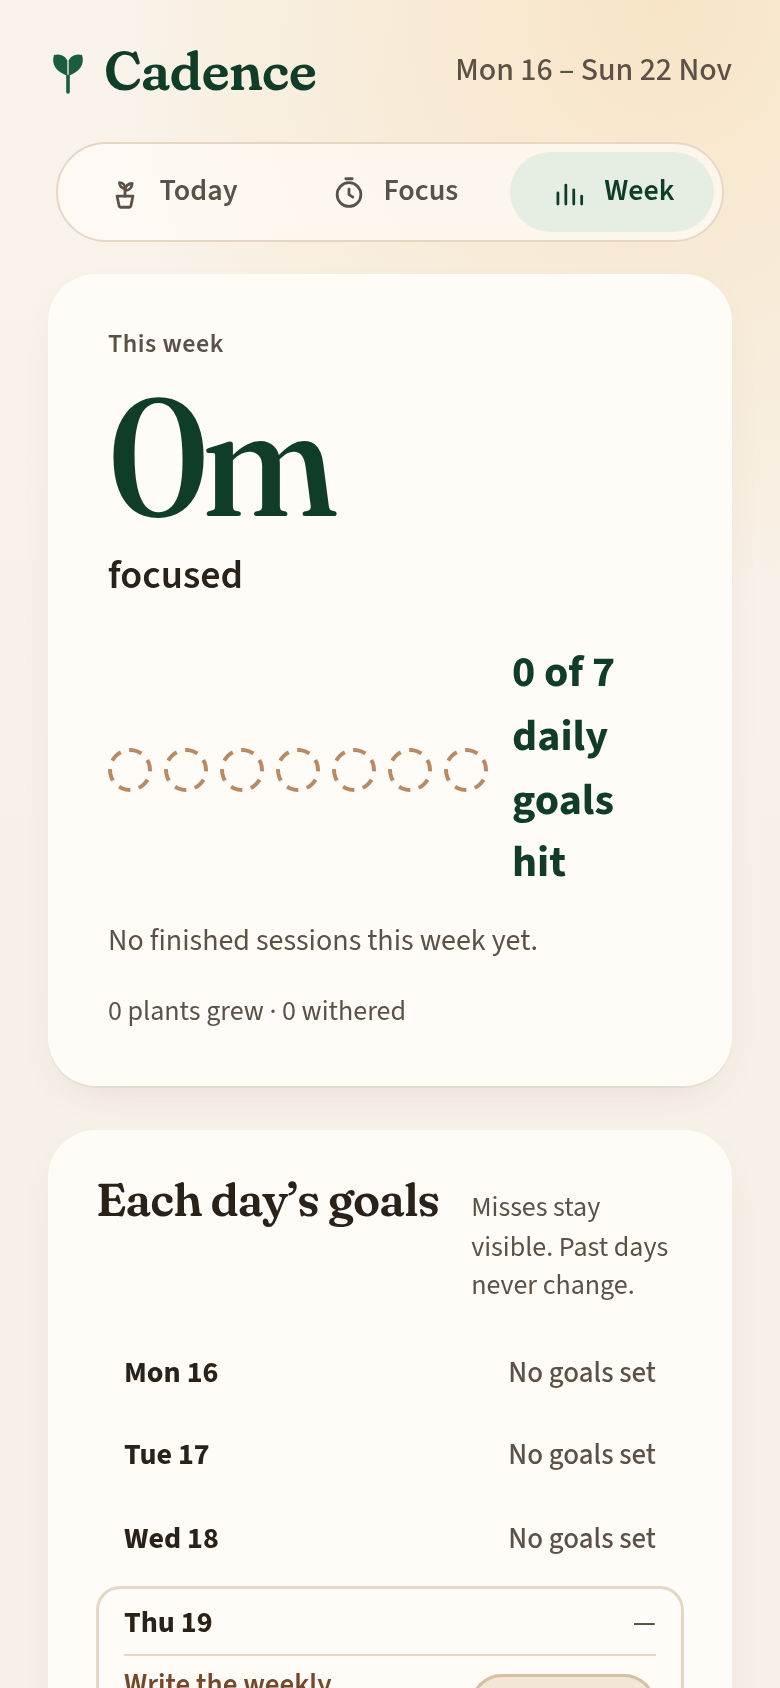 Cadence
Mon 16 – Sun 22 Nov
Today
Focus
Week
This week
0m
focused
0 of 7
daily
goals
hit
No finished sessions this week yet.
0 plants grew · 0 withered
Each day’s goals
Misses stay
visible. Past days
never change.
Mon 16
No goals set
Tue 17
No goals set
Wed 18
No goals set
Thu 19
—
Write the weekly